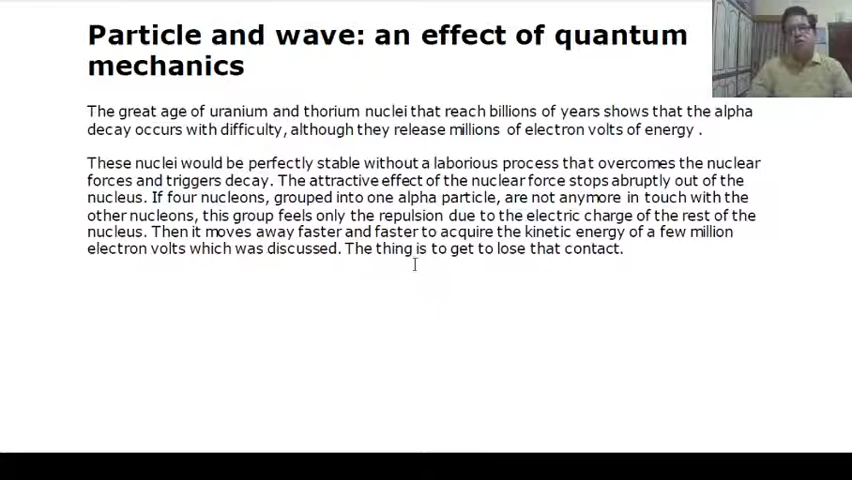 Particle and wave: an effect of quantum
mechanics
The great age of uranium and thorium nuclei that reach billions of years shows that the alpha
decay occurs with difficulty, although they release millions of electron volts of energy .
These nuclei would be perfectly stable without a laborious process that overcomes the nuclear
forces and triggers decay. The attractive effect of the nuclear force stops abruptly out of the
nucleus. If four nucleons, grouped into one alpha particle, are not anymore in touch with the
other nucleons, this group feels only the repulsion due to the electric charge of the rest of the
nucleus. Then it moves away faster and faster to acquire the kinetic energy of a few million
electron volts which was discussed. The thing is to get to lose that contact.